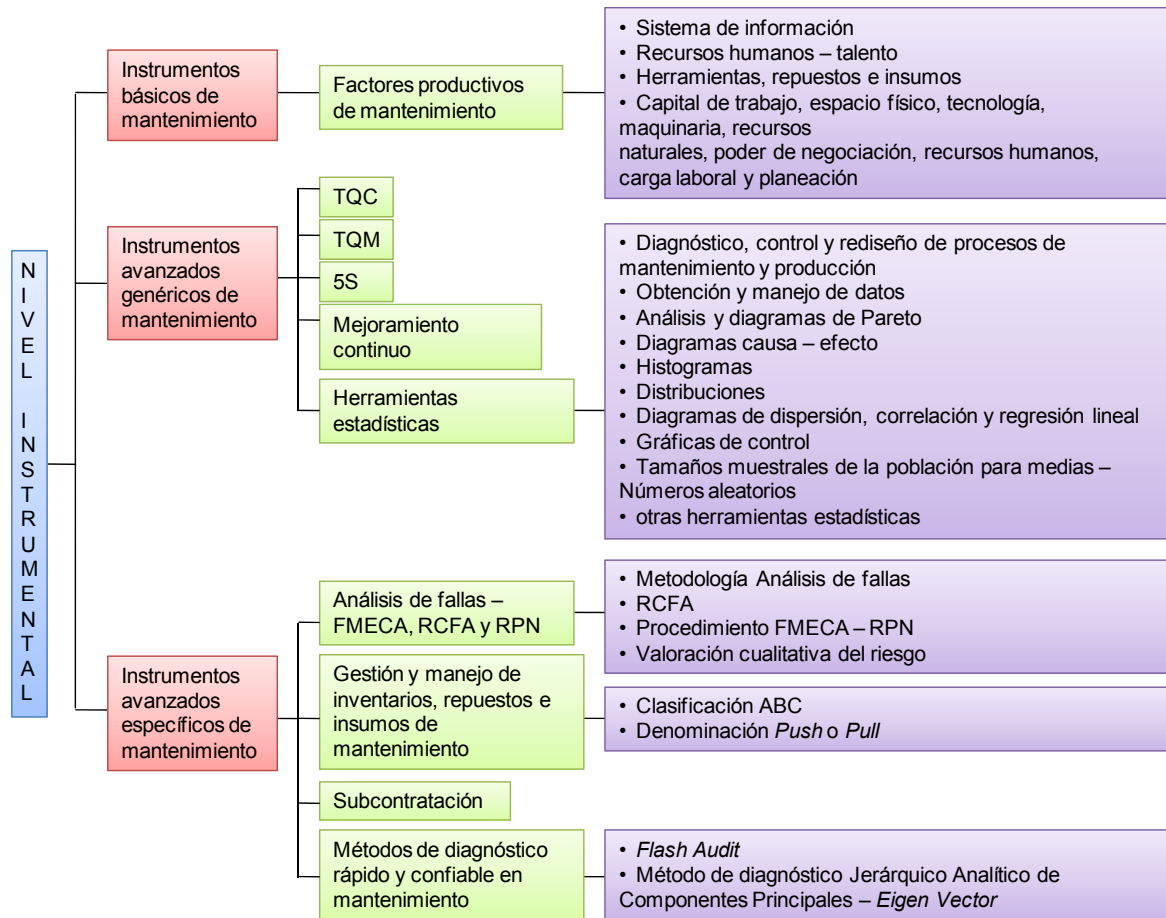 NIVEL INSTRUMENTAL
Instrumentos
básicos de
mantenimiento
Factores productivos
de mantenimiento
• Sistema de información
• Recursos humanos – talento
• Herramientas, repuestos e insumos
• Capital de trabajo, espacio físico, tecnología,
maquinaria, recursos
naturales, poder de negociación, recursos humanos,
carga laboral y planeación
Instrumentos
avanzados
genéricos de
mantenimiento
TQC
TQM
5S
Mejoramiento
continuo
Herramientas
estadísticas
• Diagnóstico, control y rediseño de procesos de
mantenimiento y producción
• Obtención y manejo de datos
• Análisis y diagramas de Pareto
• Diagramas causa – efecto
• Histogramas
• Distribuciones
• Diagramas de dispersión, correlación y regresión lineal
• Gráficas de control
• Tamaños muestrales de la población para medias –
Números aleatorios
• otras herramientas estadísticas
Instrumentos
avanzados
específicos de
mantenimiento
Análisis de fallas –
FMECA, RCFA y RPN
• Metodología Análisis de fallas
• RCFA
• Procedimiento FMECA – RPN
• Valoración cualitativa del riesgo
Gestión y manejo de
inventarios, repuestos e
insumos de
mantenimiento
• Clasificación ABC
• Denominación Push o Pull
Subcontratación
Métodos de diagnóstico
rápido y confiable en
mantenimiento
• Flash Audit
• Método de diagnóstico Jerárquico Analítico de
Componentes Principales – Eigen Vector